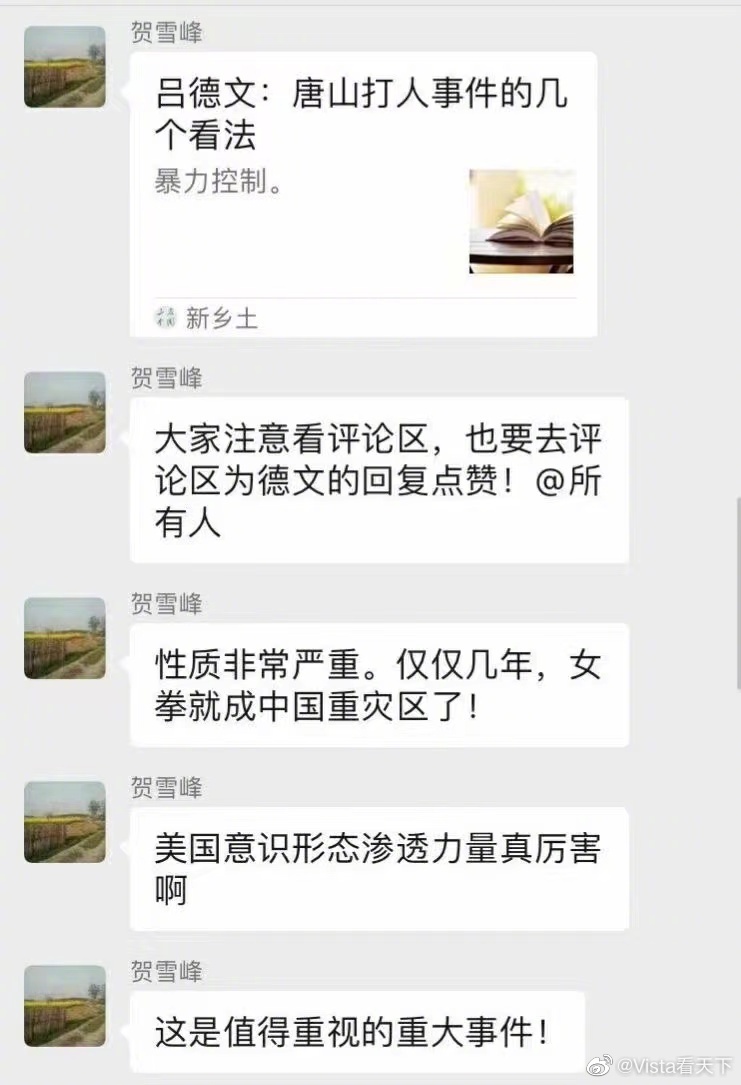 贺雪峰
吕德文：唐山打人事件的几
个看法
暴力控制。
新乡土
贺雪峰
大家注意看评论区，也要去评
论区为德文的回复点赞！@所
有人
贺雪峰
性质非常严重。仅仅几年，女
拳就成中国重灾区了！
贺雪峰
美国意识形态渗透力量真厉害
啊
贺雪峰
这是值得重视的重大事件！
@Vista看天下